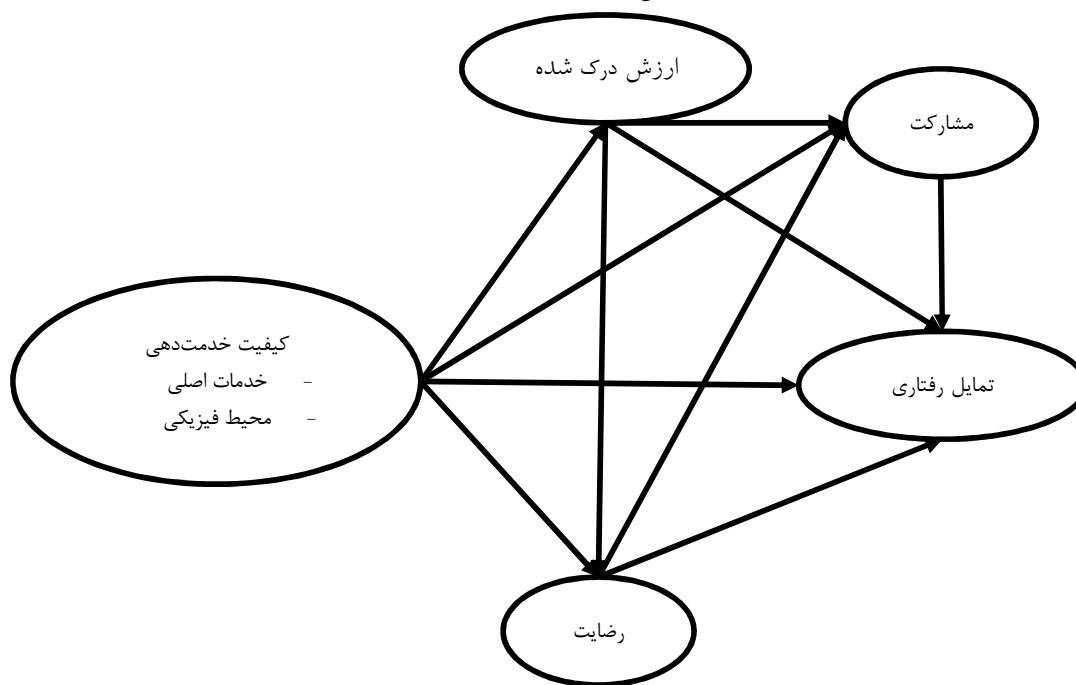 ارزش درک شده
مشارکت
کیفیت خدمت‌دهی
- خدمات اصلی
- محیط فیزیکی
تمایل رفتاری
رضایت